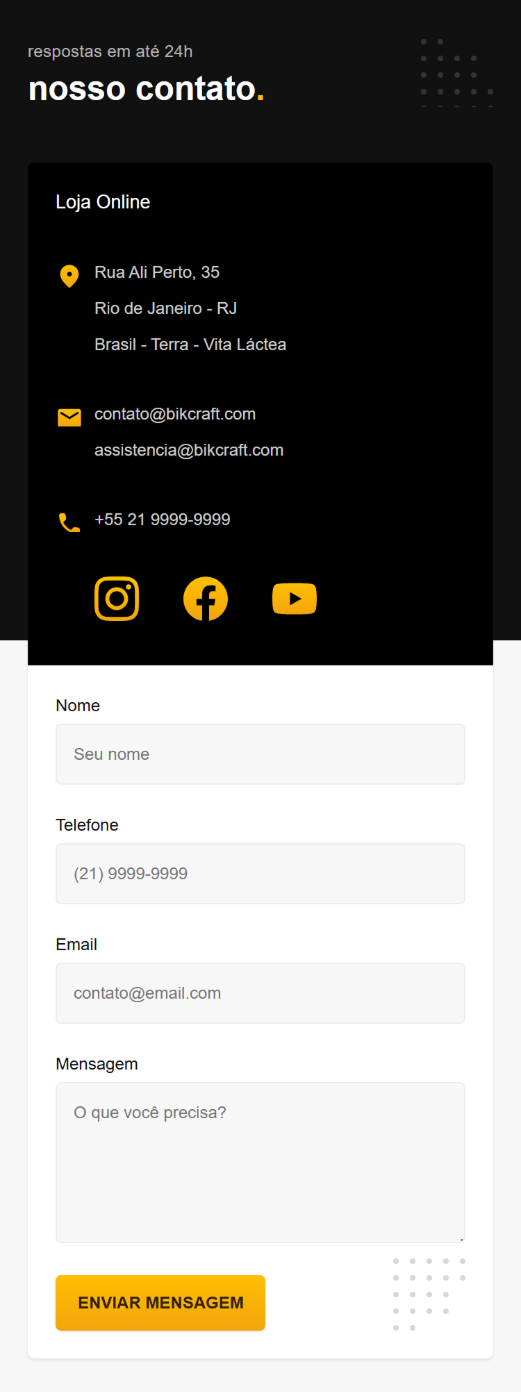 respostas em até 24h
nosso contato.
Loja Online
Rua Ali Perto, 35
Rio de Janeiro - RJ
Brasil - Terra - Vita Láctea
contato@bikcraft.com
assistencia@bikcraft.com
+55 21 9999-9999
Nome
Seu nome
Telefone
(21) 9999-9999
Email
contato@email.com
Mensagem
O que você precisa?
ENVIAR MENSAGEM